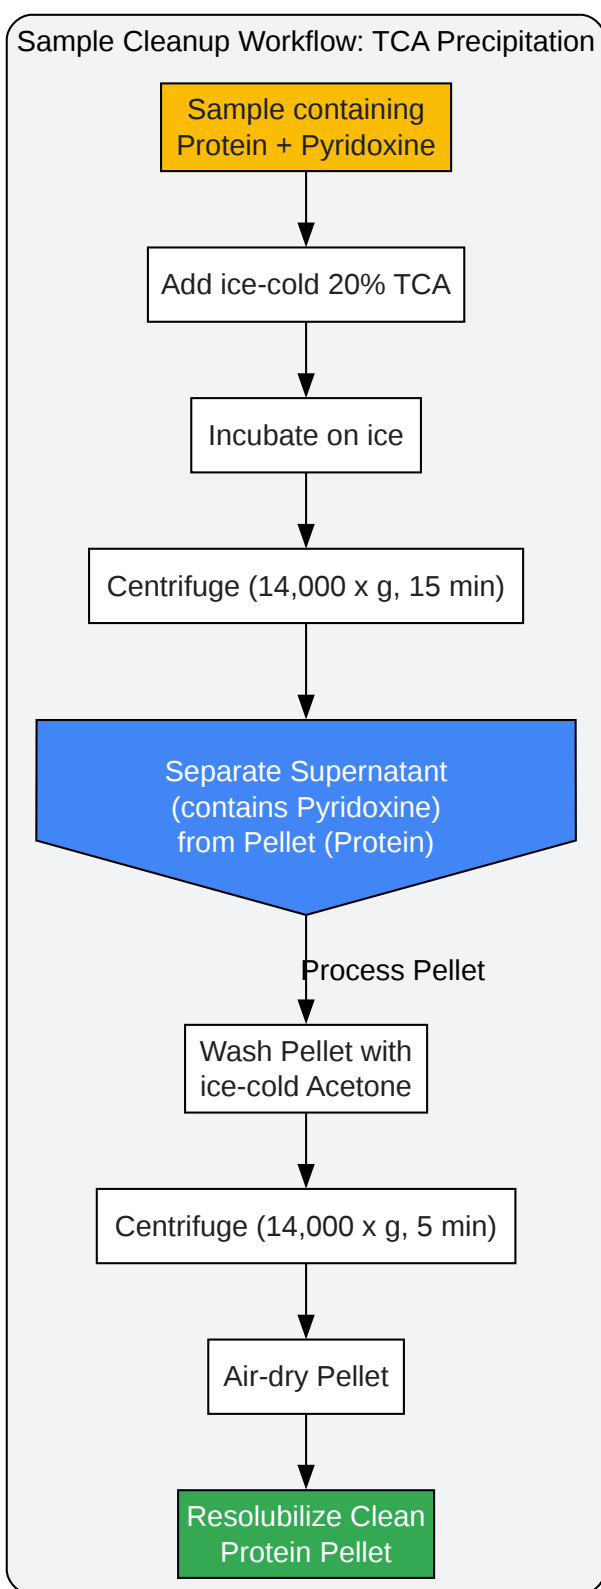 Sample Cleanup Workflow: TCA Precipitation
Sample containing
Protein + Pyridoxine
Add ice-cold 20% TCA
Incubate on ice
Centrifuge (14,000 x g, 15 min)
Separate Supernatant
(contains Pyridoxine)
from Pellet (Protein)
Process Pellet
Wash Pellet with
ice-cold Acetone
Centrifuge (14,000 x g, 5 min)
Air-dry Pellet
Resolubilize Clean
Protein Pellet